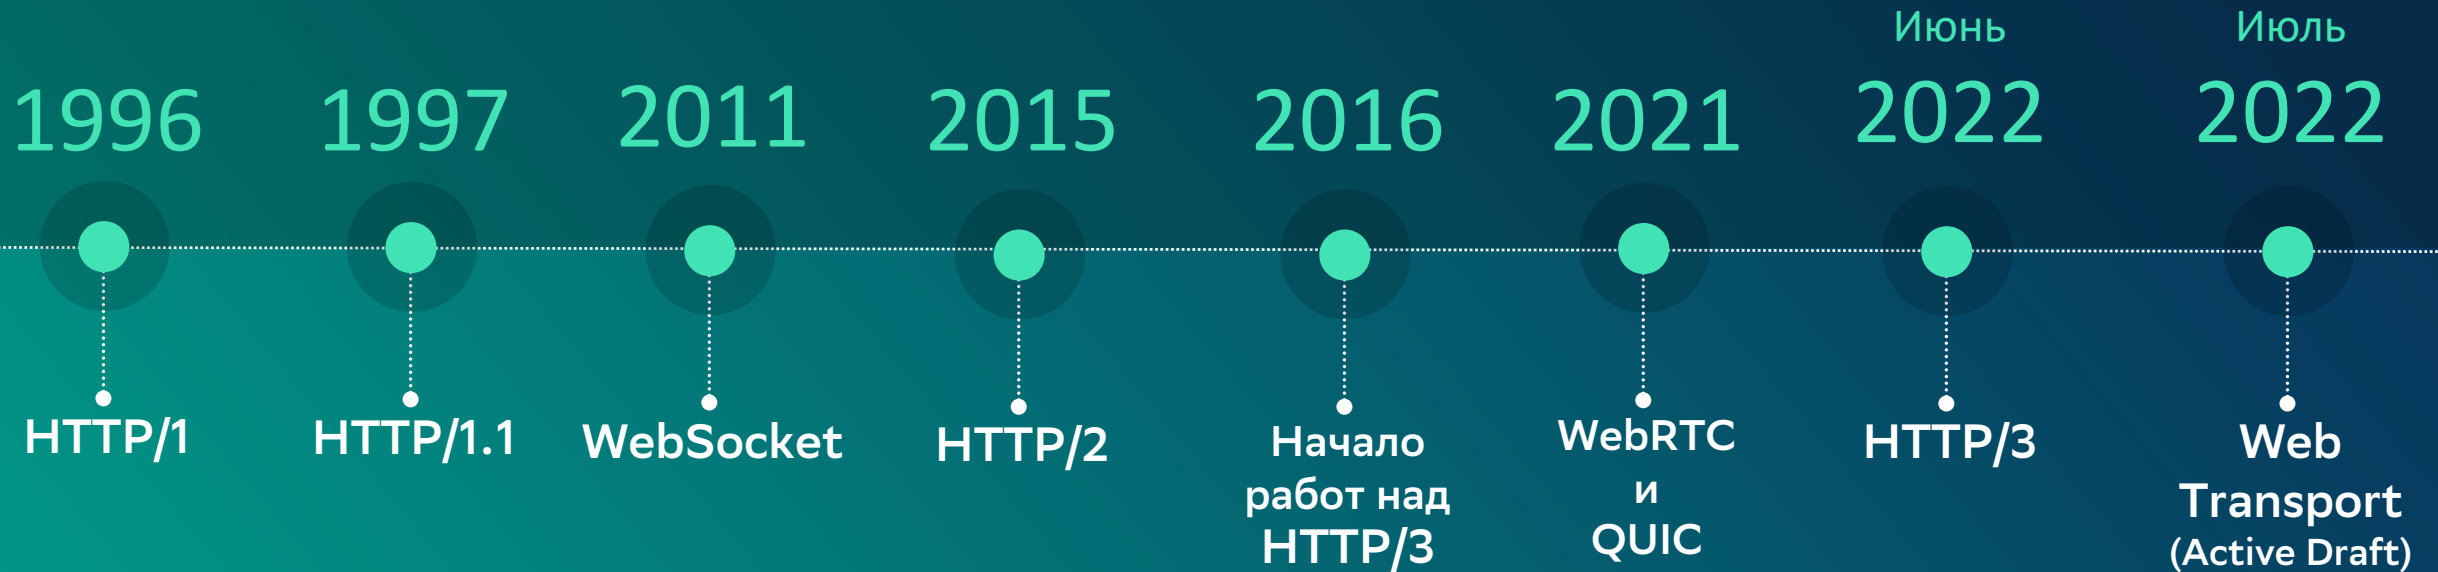 1996
HTTP/1
1997
HTTP/1.1
2011
WebSocket
2015
HTTP/2
2016
Начало
работ над
HTTP/3
2021
WebRTC
и
QUIC
Июнь
2022
HTTP/3
Июль
2022
Web
Transport
(Active Draft)